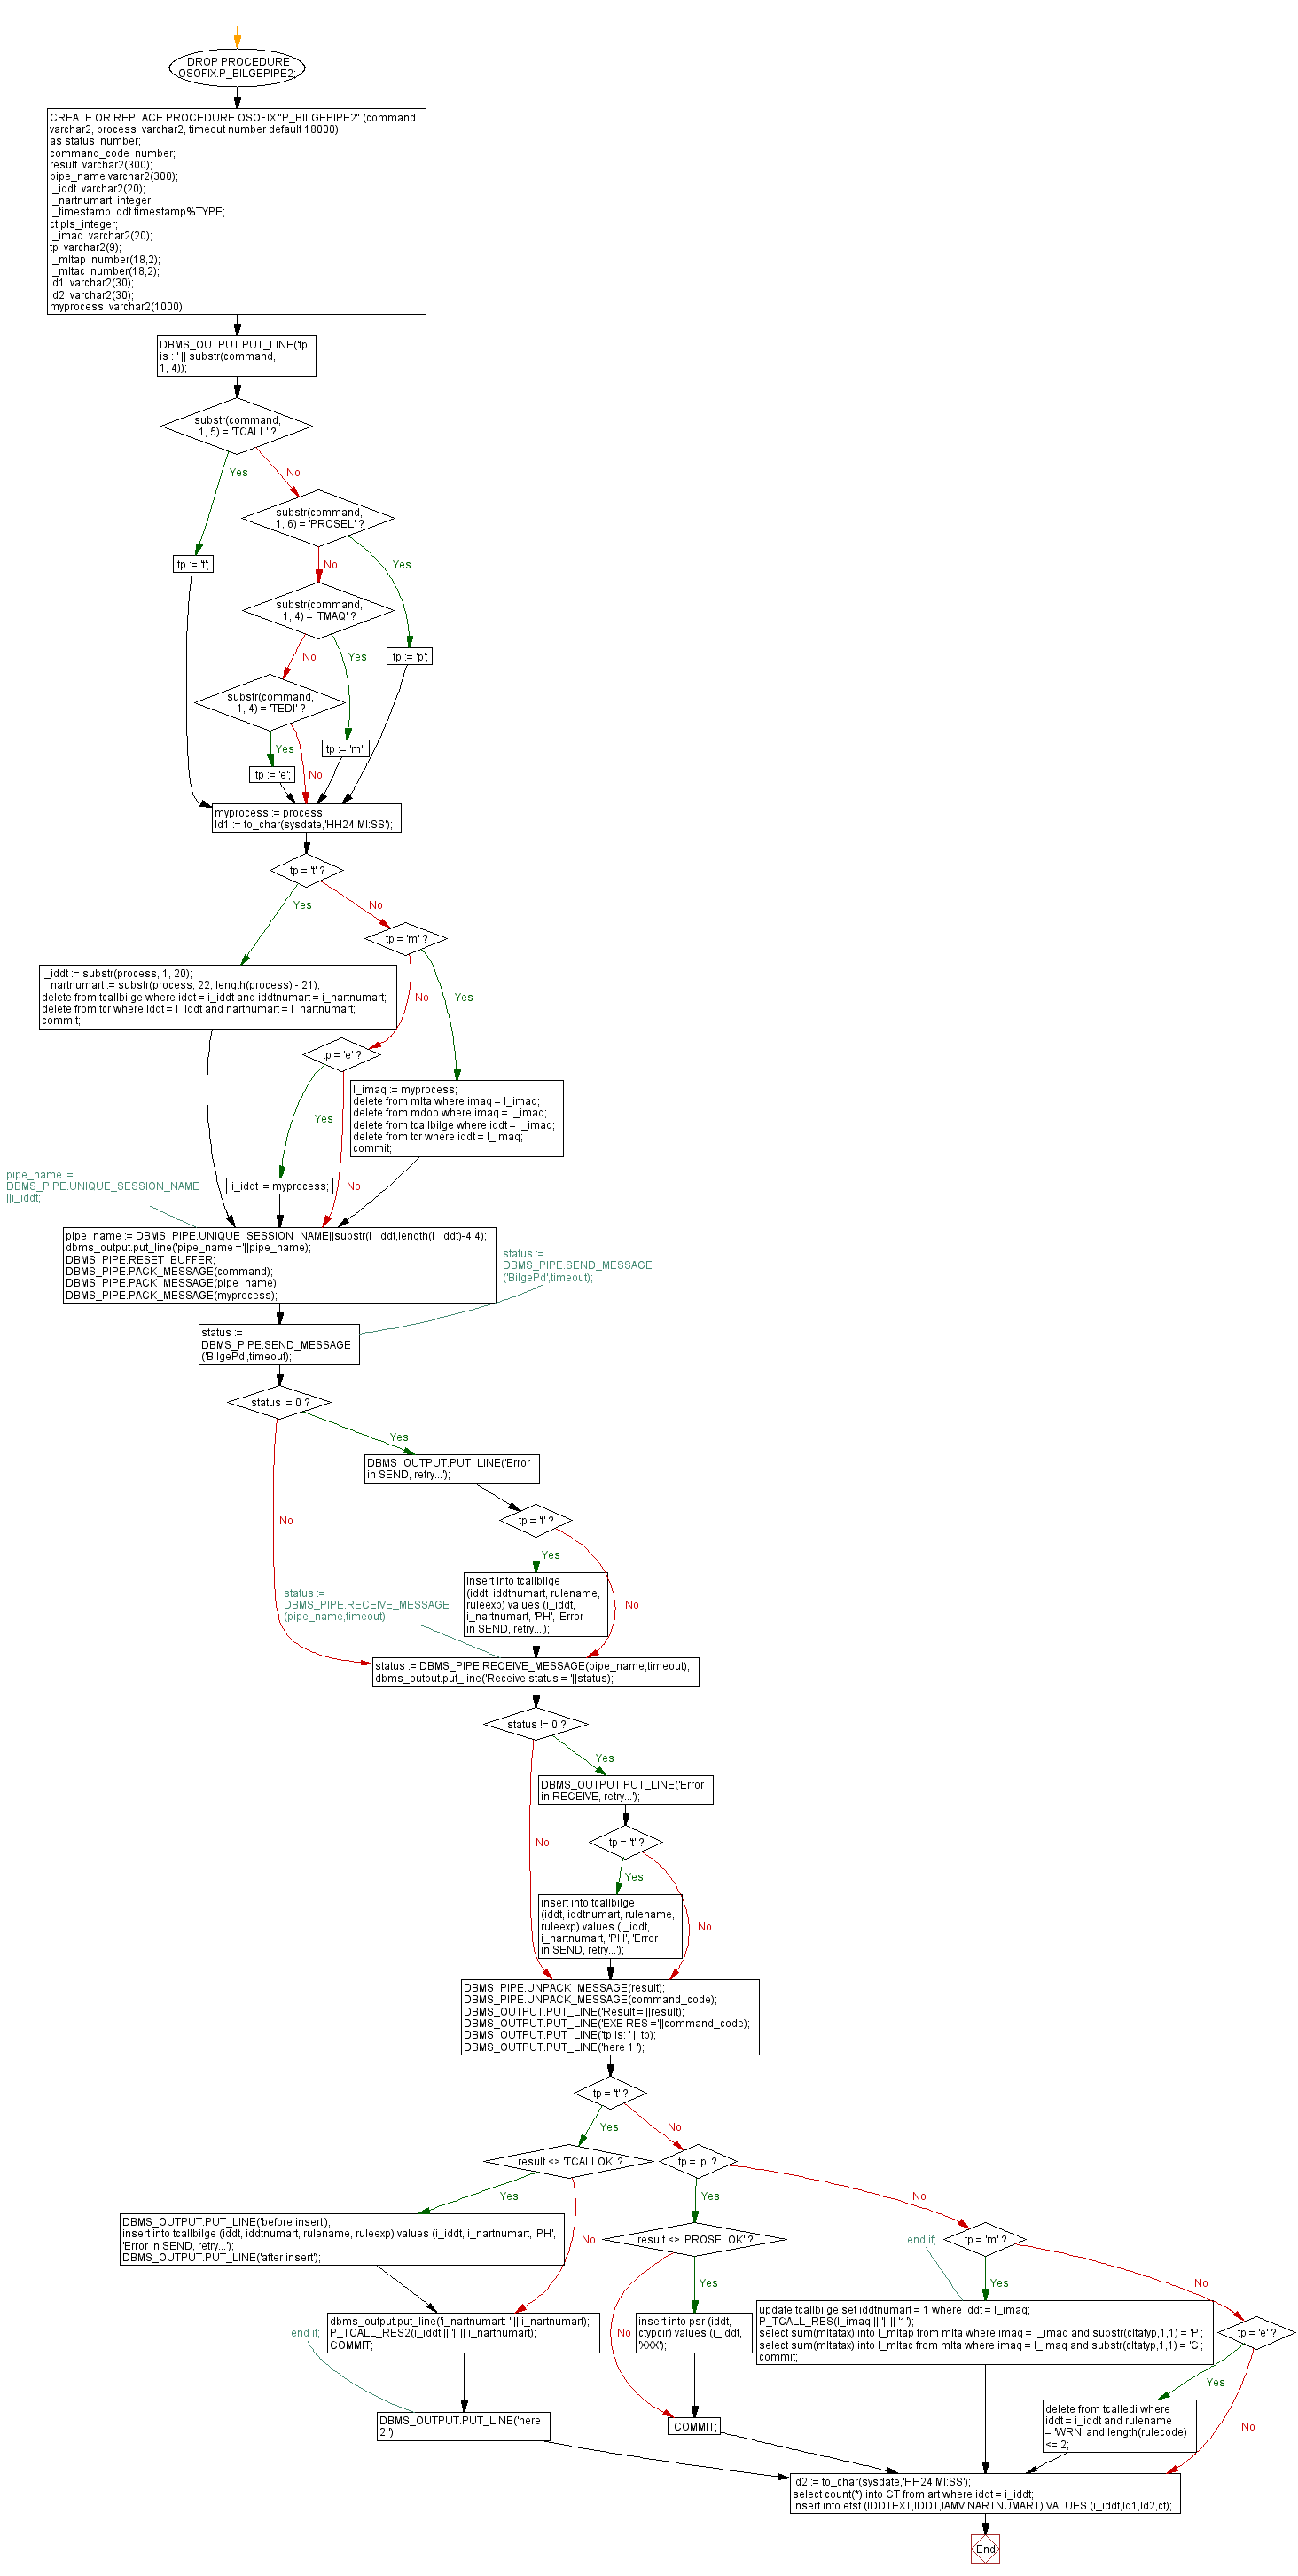 DROP PROCEDURE
OSOFIX.P_BILGEPIPE2;
CREATE OR REPLACE PROCEDURE OSOFIX."P_BILGEPIPE2" (command
varchar2, process varchar2, timeout number default 18000)
as status number;
command_code number;
result varchar2(300);
pipe_name varchar2(300);
i_iddt varchar2(20);
i_nartnumart integer;
l_timestamp ddt.timestamp%TYPE;
ct pls_integer;
l_imaq varchar2(20);
tp varchar2(9);
l_mltap number(18,2);
l_mltac number(18,2);
ld1 varchar2(30);
ld2 varchar2(30);
myprocess varchar2(1000);
DBMS_OUTPUT.PUT_LINE('tp
is : ' || substr(command,
1, 4));
substr(command,
1, 5) = 'TCALL' ?
Yes
No
substr(command,
1, 6) = 'PROSEL' ?
tp := 't';
No
Yes
substr(command,
1, 4) = 'TMAQ' ?
No
Yes
tp := 'p';
substr(command,
1, 4) = 'TEDI' ?
Yes
tp := 'm';
tp := 'e';
No
myprocess := process;
ld1 := to_char(sysdate,'HH24:MI:SS');
tp = 't' ?
Yes
No
tp = 'm' ?
i_iddt := substr(process, 1, 20);
i_nartnumart := substr(process, 22, length(process) - 21);
delete from tcallbilge where iddt = i_iddt and iddtnumart = i_nartnumart;
delete from tcr where iddt = i_iddt and nartnumart = i_nartnumart;
commit;
No
Yes
tp = 'e' ?
l_imaq := myprocess;
delete from mlta where imaq = l_imaq;
delete from mdoo where imaq = l_imaq;
delete from tcallbilge where iddt = l_imaq;
delete from tcr where iddt = l_imaq;
commit;
Yes
pipe_name :=
DBMS_PIPE.UNIQUE_SESSION_NAME
||i_iddt;
i_iddt := myprocess;
No
pipe_name := DBMS_PIPE.UNIQUE_SESSION_NAME||substr(i_iddt,length(i_iddt)-4,4);
dbms_output.put_line('pipe_name ='||pipe_name);
DBMS_PIPE.RESET_BUFFER;
DBMS_PIPE.PACK_MESSAGE(command);
DBMS_PIPE.PACK_MESSAGE(pipe_name);
DBMS_PIPE.PACK_MESSAGE(myprocess);
status :=
DBMS_PIPE.SEND_MESSAGE
('BilgePd',timeout);
status :=
DBMS_PIPE.SEND_MESSAGE
('BilgePd',timeout);
status != 0 ?
Yes
DBMS_OUTPUT.PUT_LINE('Error
in SEND, retry...');
No
tp = 't' ?
Yes
insert into tcallbilge
(iddt, iddtnumart, rulename,
ruleexp) values (i_iddt,
i_nartnumart, 'PH', 'Error
in SEND, retry...');
No
status :=
DBMS_PIPE.RECEIVE_MESSAGE
(pipe_name,timeout);
status := DBMS_PIPE.RECEIVE_MESSAGE(pipe_name,timeout);
dbms_output.put_line('Receive status = '||status);
status != 0 ?
Yes
DBMS_OUTPUT.PUT_LINE('Error
in RECEIVE, retry...');
No
tp = 't' ?
Yes
insert into tcallbilge
(iddt, iddtnumart, rulename,
ruleexp) values (i_iddt,
i_nartnumart, 'PH', 'Error
in SEND, retry...');
No
DBMS_PIPE.UNPACK_MESSAGE(result);
DBMS_PIPE.UNPACK_MESSAGE(command_code);
DBMS_OUTPUT.PUT_LINE('Result ='||result);
DBMS_OUTPUT.PUT_LINE('EXE RES ='||command_code);
DBMS_OUTPUT.PUT_LINE('tp is: ' || tp);
DBMS_OUTPUT.PUT_LINE('here 1 ');
tp = 't' ?
Yes
No
result <> 'TCALLOK' ?
tp = 'p' ?
Yes
Yes
No
DBMS_OUTPUT.PUT_LINE('before insert');
insert into tcallbilge (iddt, iddtnumart, rulename, ruleexp) values (i_iddt, i_nartnumart, 'PH',
'Error in SEND, retry...');
DBMS_OUTPUT.PUT_LINE('after insert');
No
result <> 'PROSELOK' ?
end if;
tp = 'm' ?
Yes
Yes
No
dbms_output.put_line('i_nartnumart: ' || i_nartnumart);
P_TCALL_RES2(i_iddt || '|' || i_nartnumart);
COMMIT;
end if;
No
insert into psr (iddt,
ctypcir) values (i_iddt,
'XXX');
update tcallbilge set iddtnumart = 1 where iddt = l_imaq;
P_TCALL_RES(l_imaq || '|' || '1');
select sum(mltatax) into l_mltap from mlta where imaq = l_imaq and substr(cltatyp,1,1) = 'P';
select sum(mltatax) into l_mltac from mlta where imaq = l_imaq and substr(cltatyp,1,1) = 'C';
commit;
tp = 'e' ?
Yes
No
DBMS_OUTPUT.PUT_LINE('here
2 ');
COMMIT;
delete from tcalledi where
iddt = i_iddt and rulename
= 'WRN' and length(rulecode)
<= 2;
ld2 := to_char(sysdate,'HH24:MI:SS');
select count(*) into CT from art where iddt = i_iddt;
insert into etst (IDDTEXT,IDDT,IAMV,NARTNUMART) VALUES (i_iddt,ld1,ld2,ct);
End